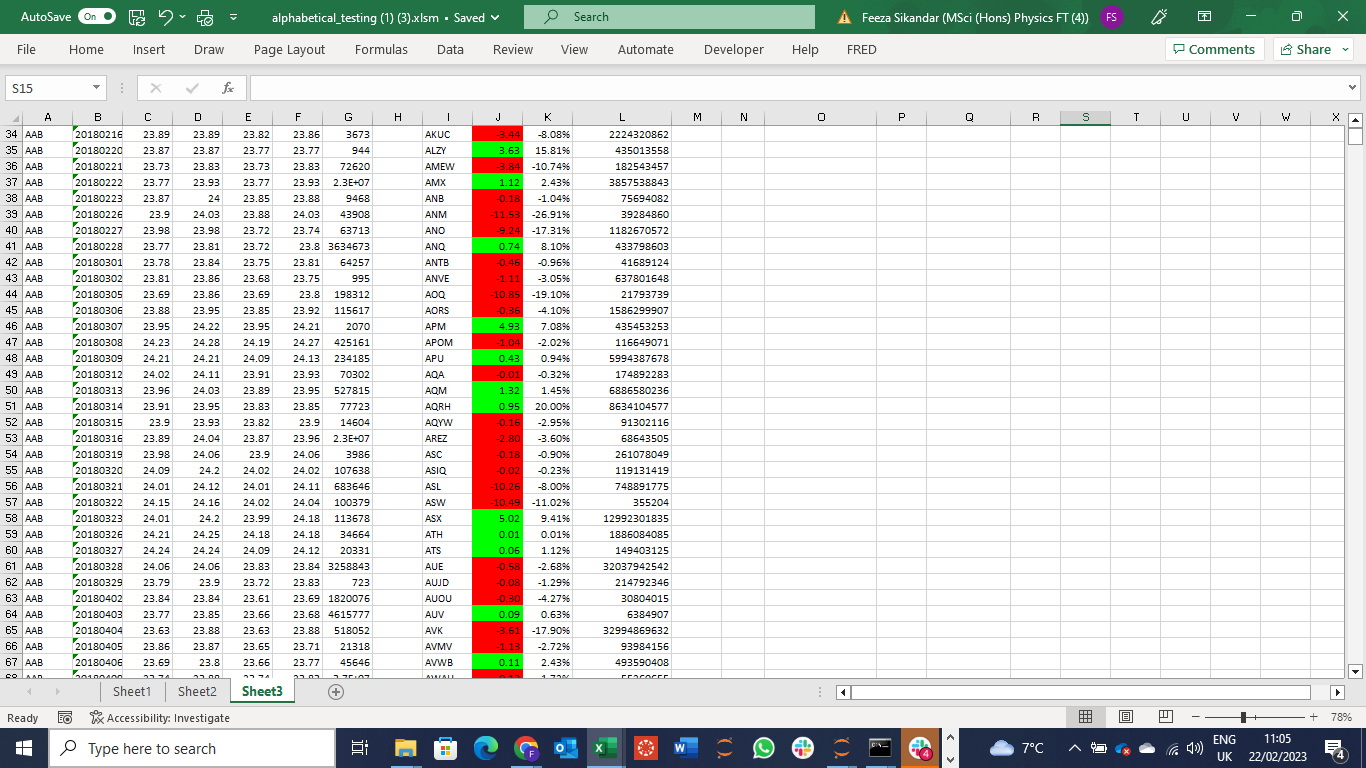 AutoSave On alphabetical_testing (1) (3).xlsm • Saved Search Feeza Sikandar (MSci (Hons) Physics FT (4)) FS
File Home Insert Draw Page Layout Formulas Data Review View Automate Developer Help FRED Comments Share
S15 fx
A B C D E F G H I J K L M N O P Q R S T U V W X
34 AAB 20180216 23.89 23.89 23.82 23.86 3673 AKUC -3.44 -8.08% 2224320862
35 AAB 20180220 23.87 23.87 23.77 23.77 944 ALZY 3.63 15.81% 435013558
36 AAB 20180221 23.73 23.83 23.73 23.83 72620 AMEW -3.84 -10.74% 182543457
37 AAB 20180222 23.77 23.93 23.77 23.93 2.3E+07 AMX 1.12 2.43% 3857538843
38 AAB 20180223 23.87 24 23.85 23.88 9468 ANB -0.18 -1.04% 75694082
39 AAB 20180226 23.9 24.03 23.88 24.03 43908 ANM -11.53 -26.91% 39284860
40 AAB 20180227 23.98 23.98 23.72 23.74 63713 ANO -9.24 -17.31% 1182670572
41 AAB 20180228 23.77 23.81 23.72 23.8 3634673 ANQ 0.74 8.10% 433798603
42 AAB 20180301 23.78 23.84 23.75 23.81 64257 ANTB -0.46 -0.96% 41689124
43 AAB 20180302 23.81 23.86 23.68 23.75 995 ANVE -1.11 -3.05% 637801648
44 AAB 20180305 23.69 23.86 23.69 23.8 198312 AOQ -10.85 -19.10% 21793739
45 AAB 20180306 23.88 23.95 23.85 23.92 115617 AORS -0.36 -4.10% 1586299907
46 AAB 20180307 23.95 24.22 23.95 24.21 2070 APM 4.93 7.08% 435453253
47 AAB 20180308 24.23 24.28 24.19 24.27 425161 APOM -1.04 -2.02% 116649071
48 AAB 20180309 24.21 24.21 24.09 24.13 234185 APU 0.43 0.94% 5994387678
49 AAB 20180312 24.02 24.11 23.91 23.93 70302 AQA -0.01 -0.32% 174892283
50 AAB 20180313 23.96 24.03 23.89 23.95 527815 AQM 1.32 1.45% 6886580236
51 AAB 20180314 23.91 23.95 23.83 23.85 77723 AQRH 0.95 20.00% 8634104577
52 AAB 20180315 23.9 23.93 23.82 23.9 14604 AQYW -0.16 -2.95% 91302116
53 AAB 20180316 23.89 24.04 23.87 23.96 2.3E+07 AREZ -2.80 -3.60% 68643505
54 AAB 20180319 23.98 24.06 23.9 24.06 3986 ASC -0.18 -0.90% 261078049
55 AAB 20180320 24.09 24.2 24.02 24.02 107638 ASIQ -0.02 -0.23% 119131419
56 AAB 20180321 24.01 24.12 24.01 24.11 683646 ASL -10.26 -8.00% 748891775
57 AAB 20180322 24.15 24.16 24.02 24.04 100379 ASW -10.49 -11.02% 355204
58 AAB 20180323 24.01 24.2 23.99 24.18 113678 ASX 5.02 9.41% 12992301835
59 AAB 20180326 24.21 24.25 24.18 24.18 34664 ATH 0.01 0.01% 1886084085
60 AAB 20180327 24.24 24.24 24.09 24.12 20331 ATS 0.06 1.12% 149403125
61 AAB 20180328 24.06 24.06 23.83 23.84 3258843 AUE -0.58 -2.68% 32037942542
62 AAB 20180329 23.79 23.9 23.72 23.83 723 AUJD -0.08 -1.29% 214792346
63 AAB 20180402 23.84 23.84 23.61 23.69 1820076 AUOU -0.30 -4.27% 30804015
64 AAB 20180403 23.77 23.85 23.66 23.68 4615777 AUV 0.09 0.63% 6384907
65 AAB 20180404 23.63 23.88 23.63 23.88 518052 AVK -3.61 -17.90% 32994869632
66 AAB 20180405 23.86 23.87 23.65 23.71 21318 AVMV -1.13 -2.72% 93984156
67 AAB 20180406 23.69 23.8 23.66 23.77 45646 AVWB 0.11 2.43% 493590408
Sheet1 Sheet2 Sheet3
Ready Accessibility: Investigate 78%
Type here to search 7°C ENG UK 11:05 22/02/2023 4